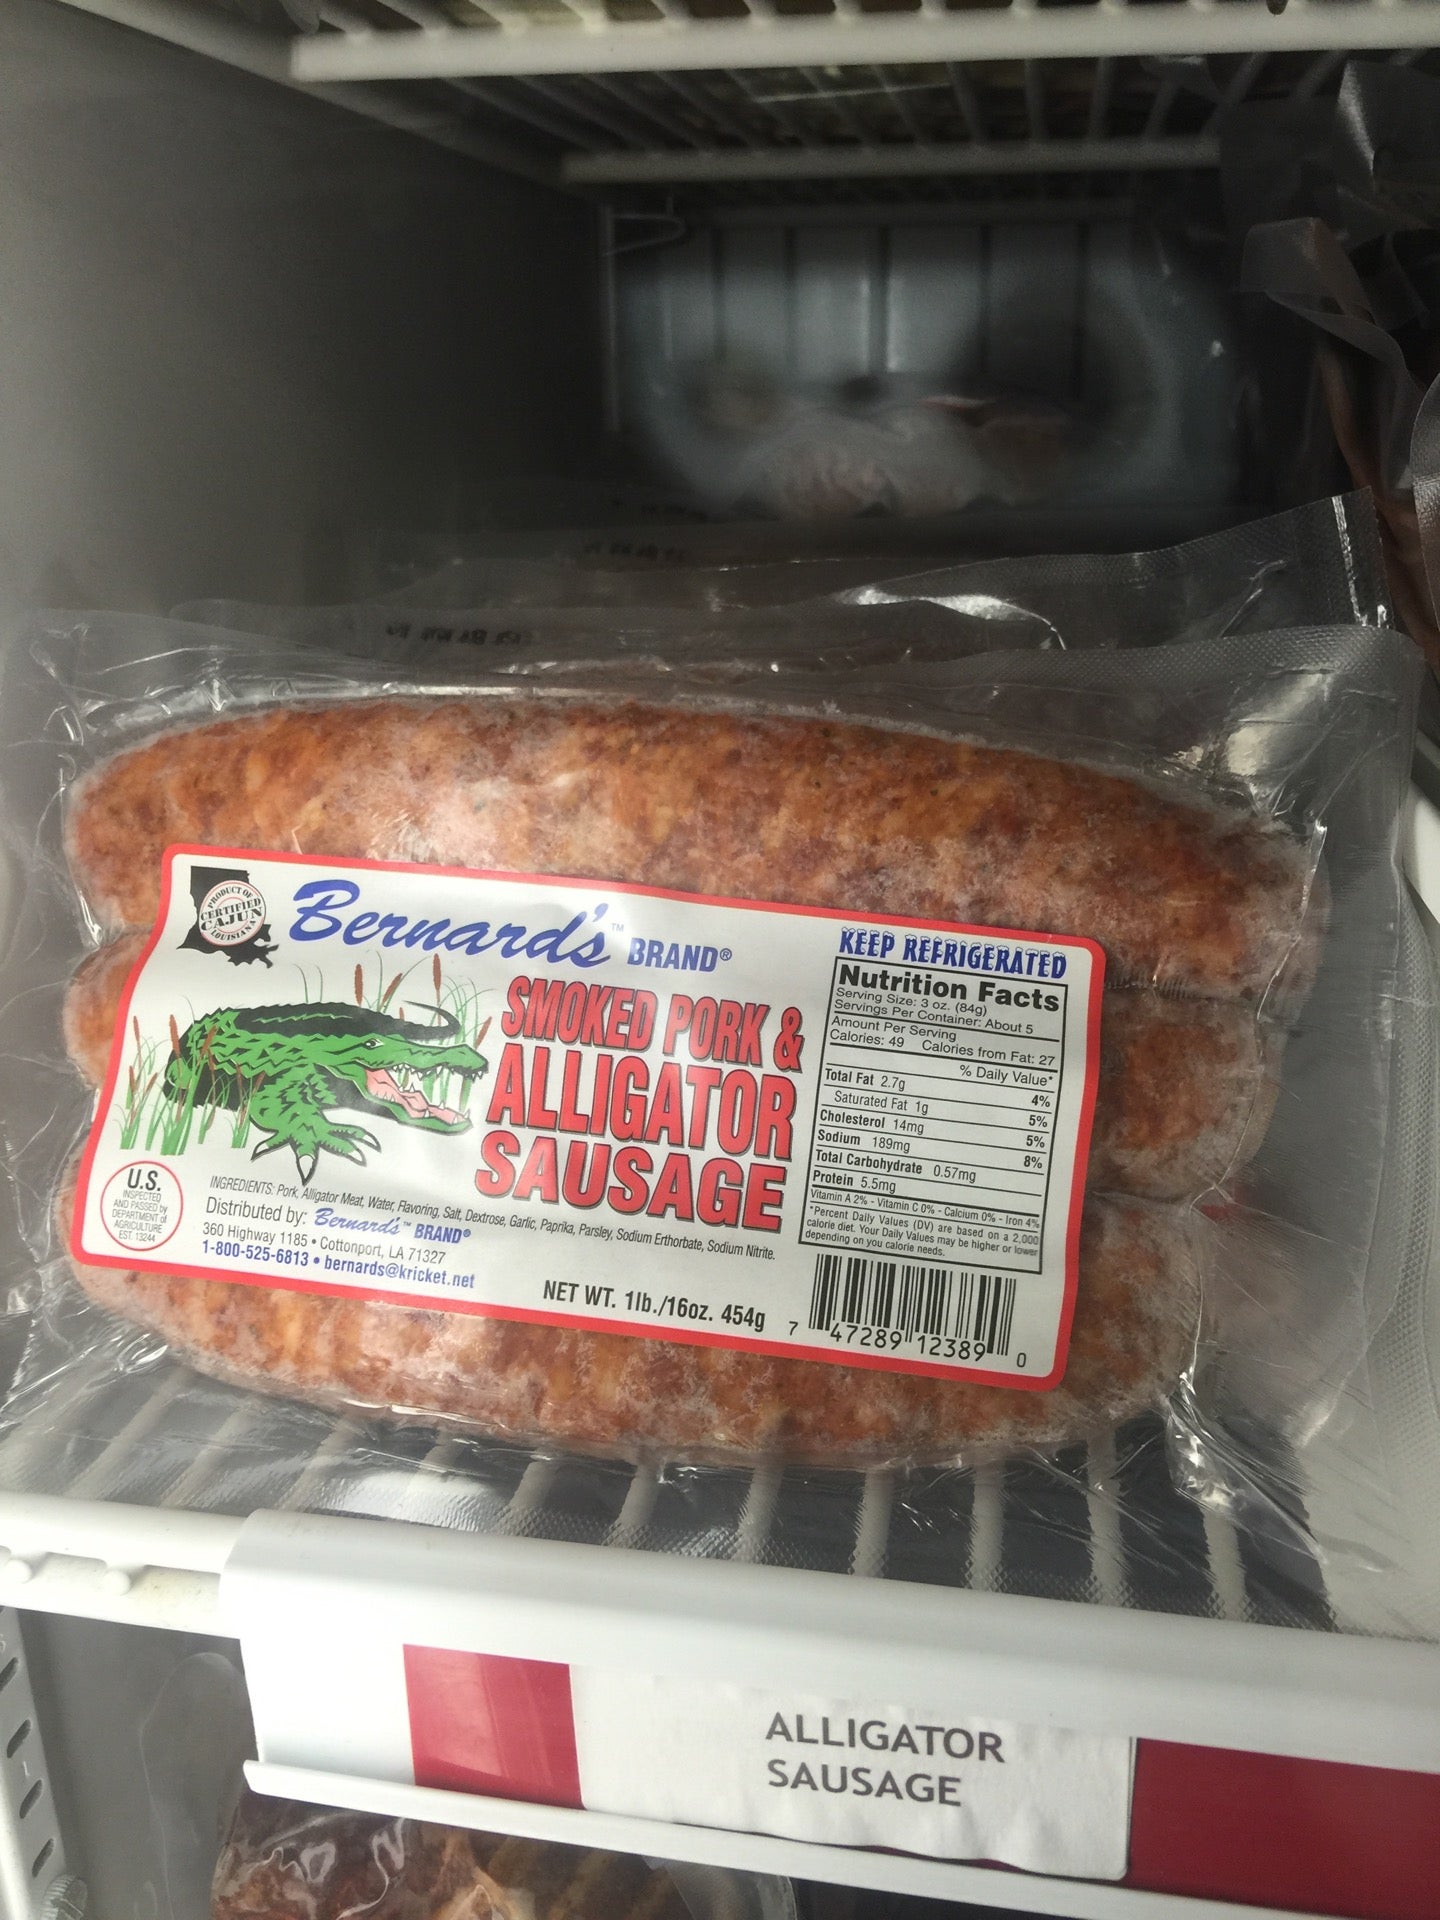 PRODUCT OF
CERTIFIED
CAJUN
LOUISIANA
Bernard's™ BRAND®
SMOKED PORK &
ALLIGATOR
SAUSAGE
U.S.
INSPECTED
AND PASSED by
DEPARTMENT of
AGRICULTURE
EST. 13244
INGREDIENTS: Pork, Alligator Meat, Water, Flavoring, Salt, Dextrose, Garlic, Paprika, Parsley, Sodium Erthorbate, Sodium Nitrite.
Distributed by: Bernard's™ BRAND®
360 Highway 1185 • Cottonport, LA 71327
1-800-525-6813 • bernards@kricket.net
NET WT. 1lb./16oz. 454g
KEEP REFRIGERATED
Nutrition Facts
Serving Size: 3 oz. (84g)
Servings Per Container: About 5
Amount Per Serving
Calories: 49 Calories from Fat: 27
% Daily Value*
Total Fat 2.7g 4%
Saturated Fat 1g 5%
Cholesterol 14mg 5%
Sodium 189mg 8%
Total Carbohydrate 0.57mg
Protein 5.5mg
Vitamin A 2% - Vitamin C 0% - Calcium 0% - Iron 4%
*Percent Daily Values (DV) are based on a 2,000
calorie diet. Your Daily Values may be higher or lower
depending on you calorie needs.
7 47289 12389 0
ALLIGATOR
SAUSAGE